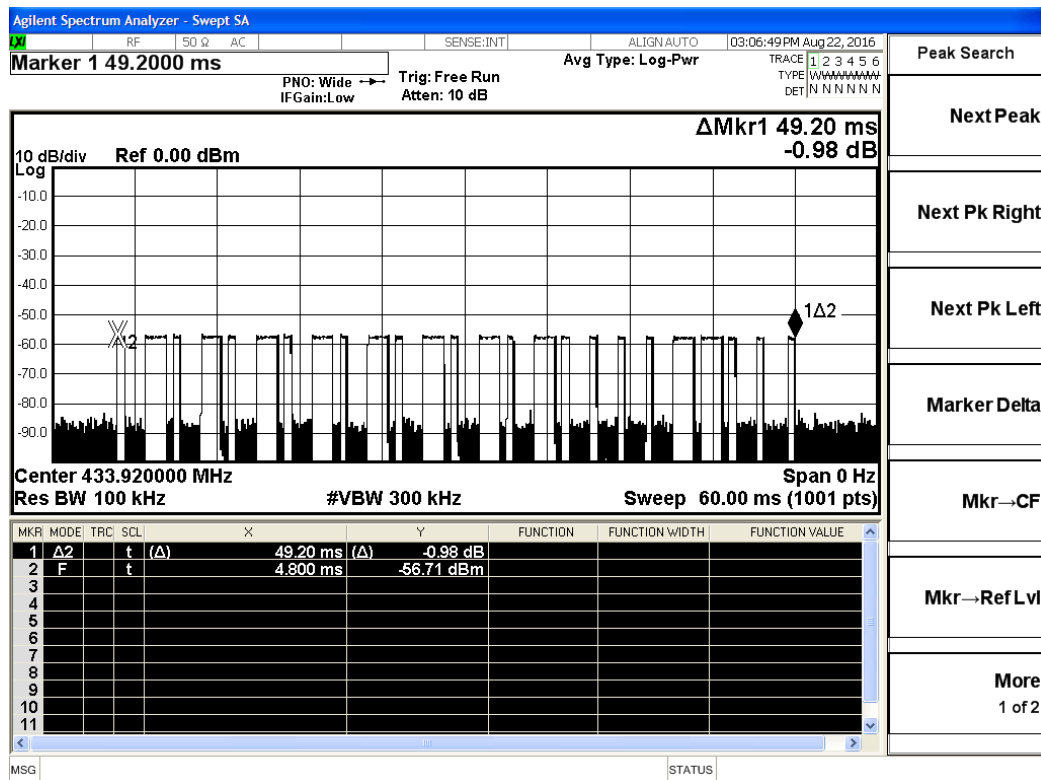 Agilent Spectrum Analyzer - Swept SA
LXI RF 50 Ω AC SENSE:INT ALIGN AUTO 03:06:49 PM Aug 22, 2016
Marker 1 49.2000 ms
PNO: Wide
IFGain:Low
Trig: Free Run
Atten: 10 dB
Avg Type: Log-Pwr
TRACE 1 2 3 4 5 6
TYPE WWWWWW
DET N N N N N N
ΔMkr1 49.20 ms
-0.98 dB
10 dB/div Ref 0.00 dBm
Log
-10.0
-20.0
-30.0
-40.0
-50.0
-60.0
-70.0
-80.0
-90.0
2
1Δ2
Center 433.920000 MHz Span 0 Hz
Res BW 100 kHz #VBW 300 kHz Sweep 60.00 ms (1001 pts)
MKR MODE TRC SCL X Y FUNCTION FUNCTION WIDTH FUNCTION VALUE
1 Δ2 t (Δ) 49.20 ms (Δ) -0.98 dB
2 F t 4.800 ms -56.71 dBm
3
4
5
6
7
8
9
10
11
MSG STATUS
Peak Search
Next Peak
Next Pk Right
Next Pk Left
Marker Delta
Mkr→CF
Mkr→Ref Lvl
More
1 of 2